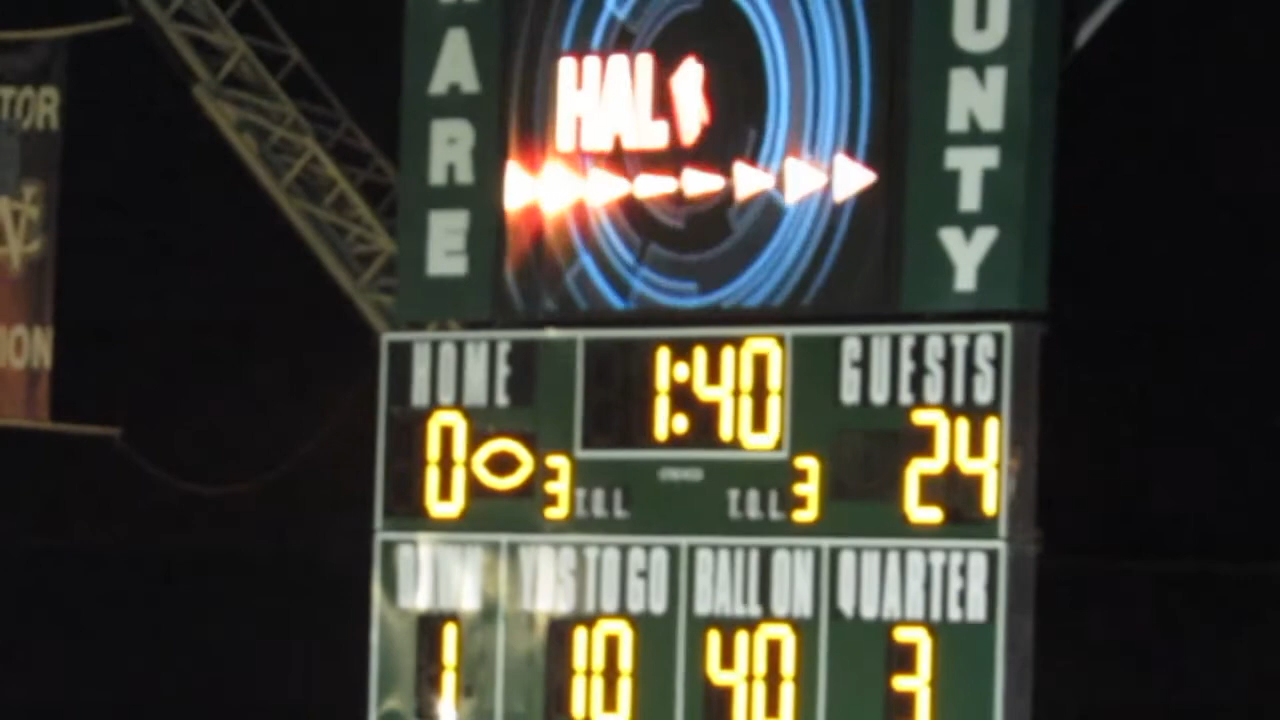 ARE
UNTY
HAL
TOR
ION
HOME
1:40
GUESTS
0
3
T.O.L.
T.O.L.
3
24
DOWN
YDS TO GO
BALL ON
QUARTER
1
10
40
3